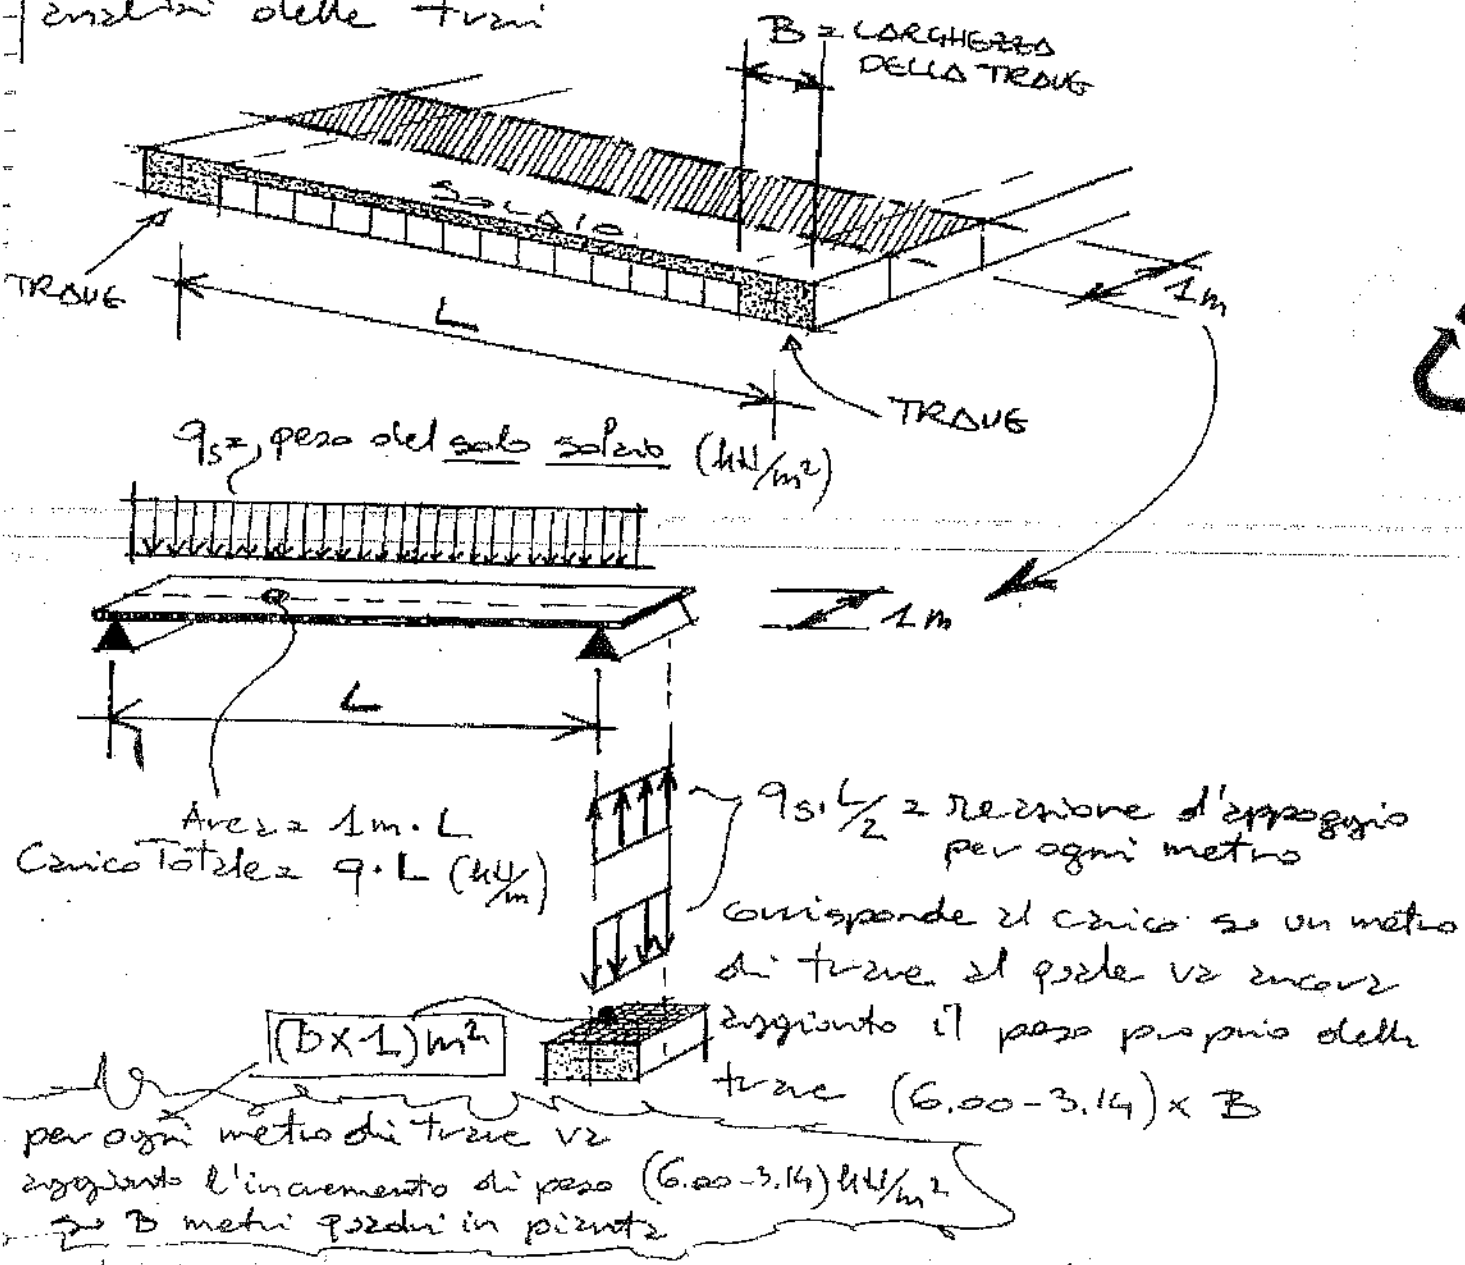 analisi delle travi
B = LARGHEZZA
DELLA TRAVE
SOLAIO
TRAVE
L
1m
TRAVE
qs = peso del solo solaio (kN/m²)
1m
L
Area = 1m · L
Carico Totale = q · L (kN/m)
qs · L/2 = reazione d'appoggio
per ogni metro
corrisponde al carico su un metro
di trave al quale va ancora
aggiunto il peso proprio della
trave (6.00-3.14) x B
(B x 1) m²
per ogni metro di trave va
aggiunto l'incremento di peso (6.00-3.14) kN/m²
su B metri quadri in pianta